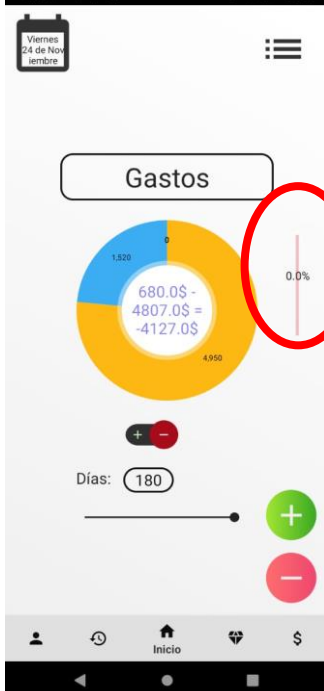 Viernes
24 de Nov
iembre
Gastos
0
1,520
0.0%
680.0$ -
4807.0$ =
-4127.0$
4,950
+ −
Días: 180
+
−
Inicio
$